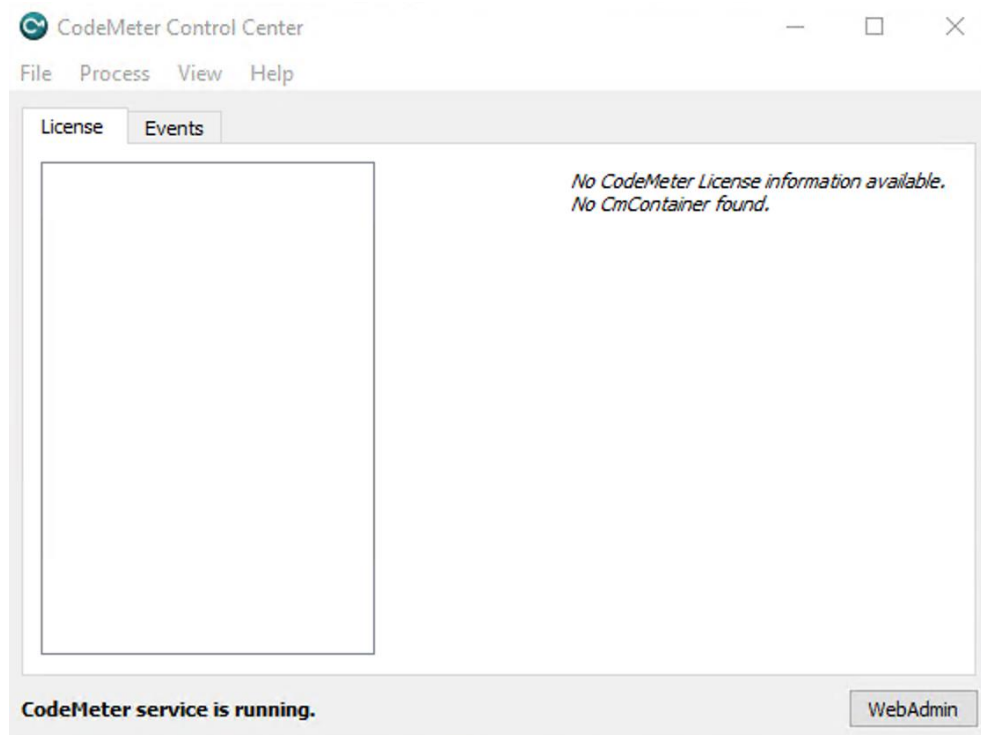 CodeMeter Control Center
File Process View Help
License Events
No CodeMeter License information available.
No CmContainer found.
CodeMeter service is running.
WebAdmin